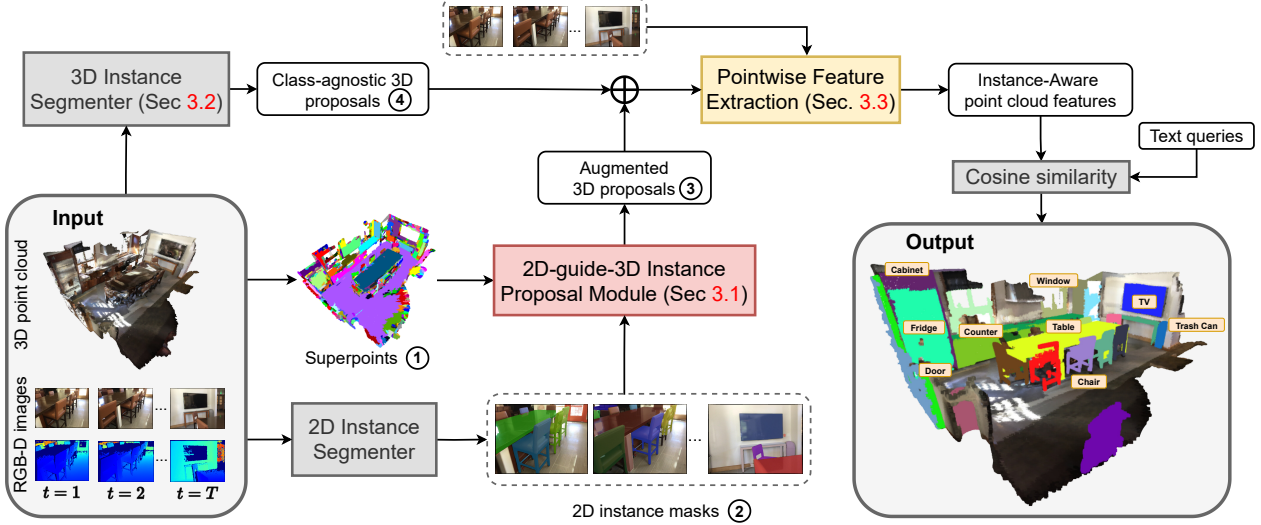 3D Instance
Segmenter (Sec 3.2)
Class-agnostic 3D
proposals 4
...
Pointwise Feature
Extraction (Sec. 3.3)
Instance-Aware
point cloud features
Text queries
Cosine similarity
Augmented
3D proposals 3
Input
3D point cloud
RGB-D images
...
...
t = 1
t = 2
t = T
Superpoints 1
2D-guide-3D Instance
Proposal Module (Sec 3.1)
2D Instance
Segmenter
...
2D instance masks 2
Output
Cabinet
Window
TV
Fridge
Counter
Table
Trash Can
Door
Chair